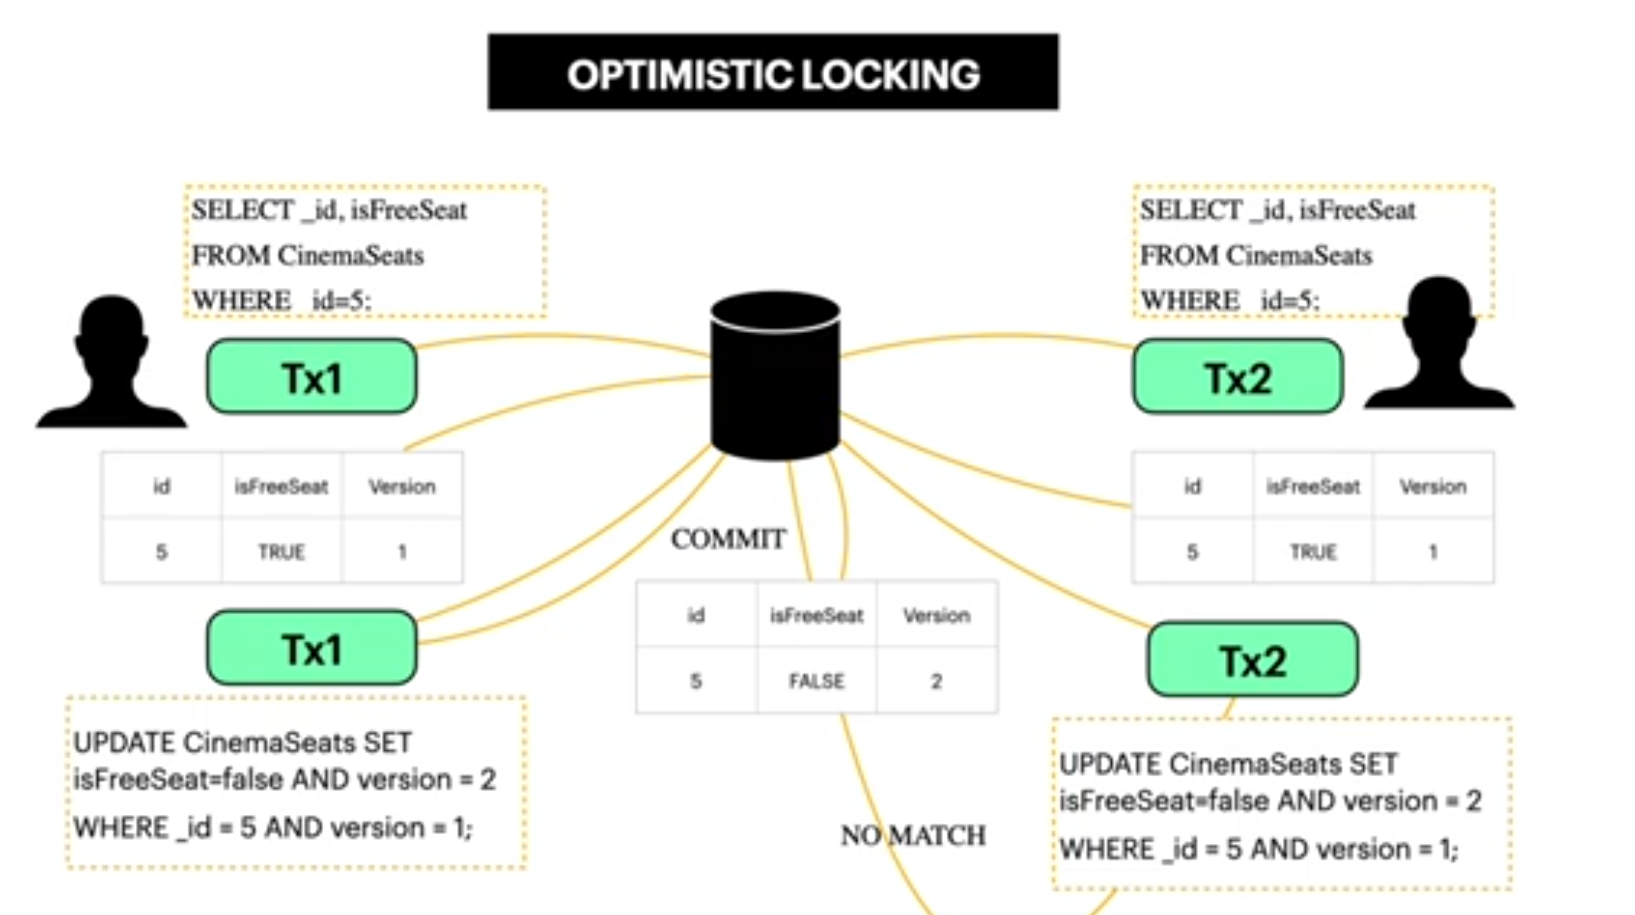 OPTIMISTIC LOCKING
SELECT _id, isFreeSeat
FROM CinemaSeats
WHERE _id=5;
SELECT _id, isFreeSeat
FROM CinemaSeats
WHERE _id=5;
Tx1
Tx2
id isFreeSeat Version
5 TRUE 1
id isFreeSeat Version
5 TRUE 1
COMMIT
id isFreeSeat Version
5 FALSE 2
Tx1
Tx2
UPDATE CinemaSeats SET
isFreeSeat=false AND version = 2
WHERE _id = 5 AND version = 1;
UPDATE CinemaSeats SET
isFreeSeat=false AND version = 2
WHERE _id = 5 AND version = 1;
NO MATCH